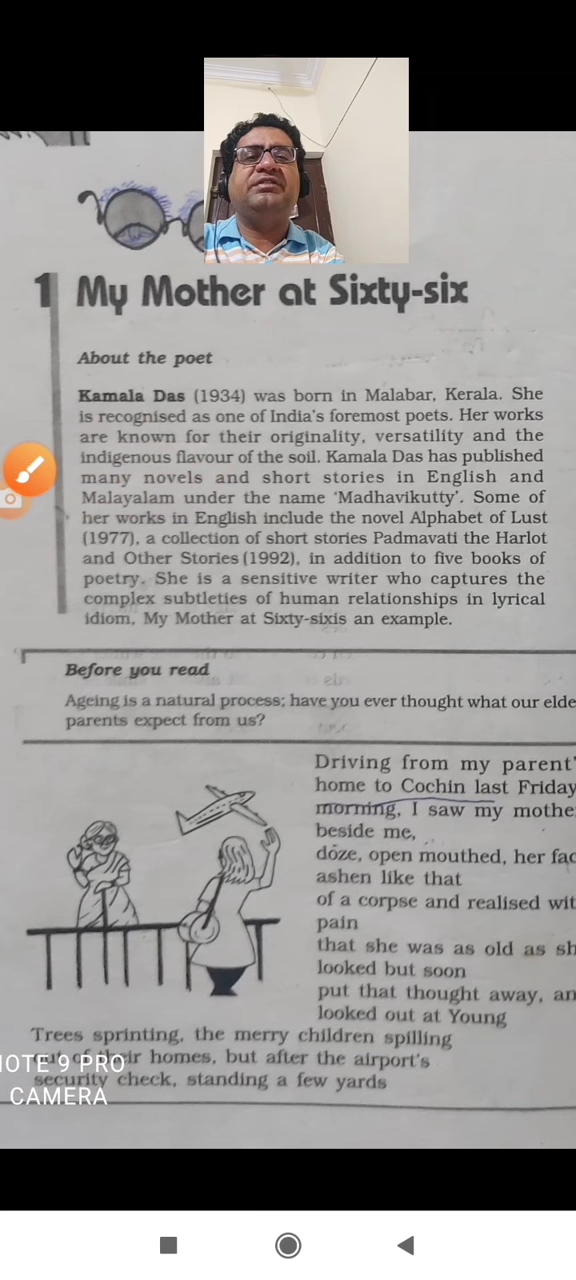 1 My Mother at Sixty-six
About the poet
Kamala Das (1934) was born in Malabar, Kerala. She
is recognised as one of India's foremost poets. Her works
are known for their originality, versatility and the
indigenous flavour of the soil. Kamala Das has published
many novels and short stories in English and
Malayalam under the name 'Madhavikutty'. Some of
her works in English include the novel Alphabet of Lust
(1977), a collection of short stories Padmavati the Harlot
and Other Stories (1992), in addition to five books of
poetry. She is a sensitive writer who captures the
complex subtleties of human relationships in lyrical
idiom, My Mother at Sixty-sixis an example.
Before you read
Ageing is a natural process; have you ever thought what our elde
parents expect from us?
Driving from my parent'
home to Cochin last Friday
morning, I saw my mothe
beside me,
doze, open mouthed, her fac
ashen like that
of a corpse and realised wit
pain
that she was as old as sh
looked but soon
put that thought away, an
looked out at Young
Trees sprinting, the merry children spilling
out of their homes, but after the airport's
security check, standing a few yards
NOTE 9 PRO
CAMERA